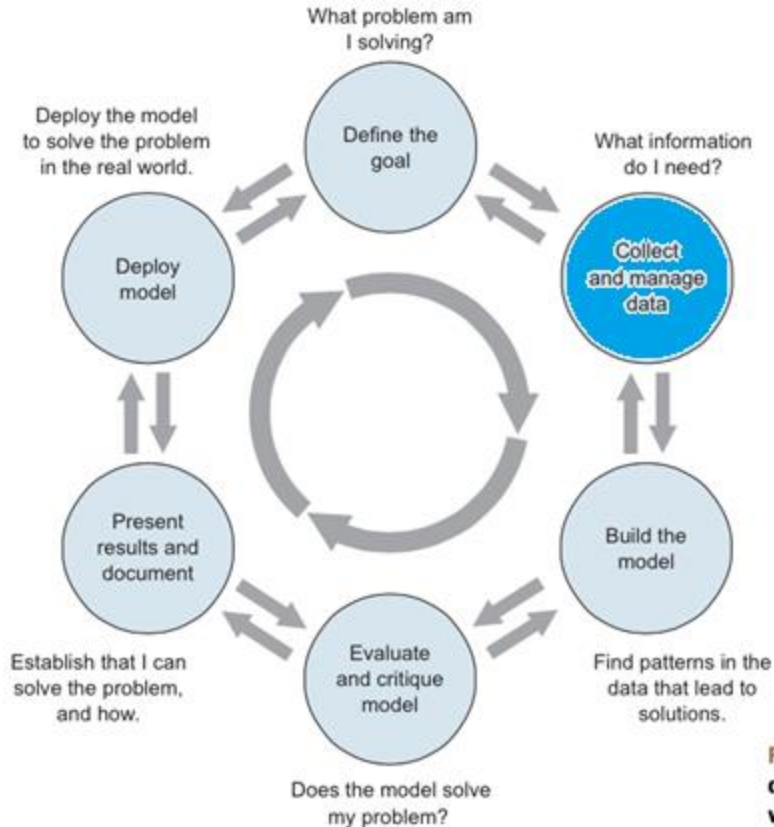 What problem am
I solving?
Define the
goal
Deploy the model
to solve the problem
in the real world.
What information
do I need?
Deploy
model
Collect
and manage
data
Present
results and
document
Build the
model
Establish that I can
solve the problem,
and how.
Evaluate
and critique
model
Find patterns in the
data that lead to
solutions.
Does the model solve
my problem?